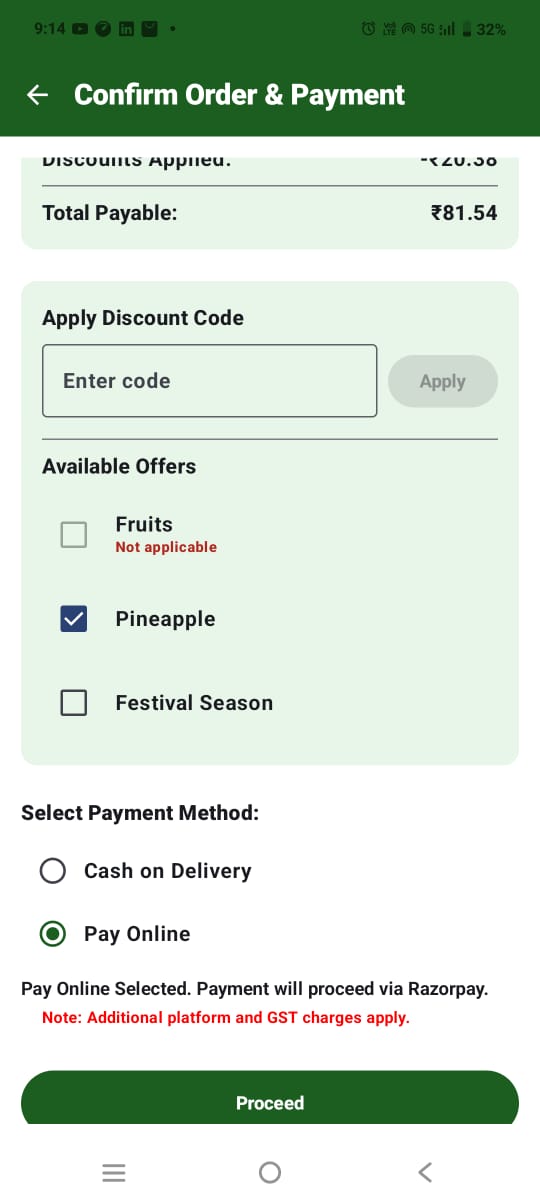 9:14
5G 32%
Confirm Order & Payment
Discounts Applied: -₹20.38
Total Payable: ₹81.54
Apply Discount Code
Enter code Apply
Available Offers
Fruits
Not applicable
Pineapple
Festival Season
Select Payment Method:
Cash on Delivery
Pay Online
Pay Online Selected. Payment will proceed via Razorpay.
Note: Additional platform and GST charges apply.
Proceed